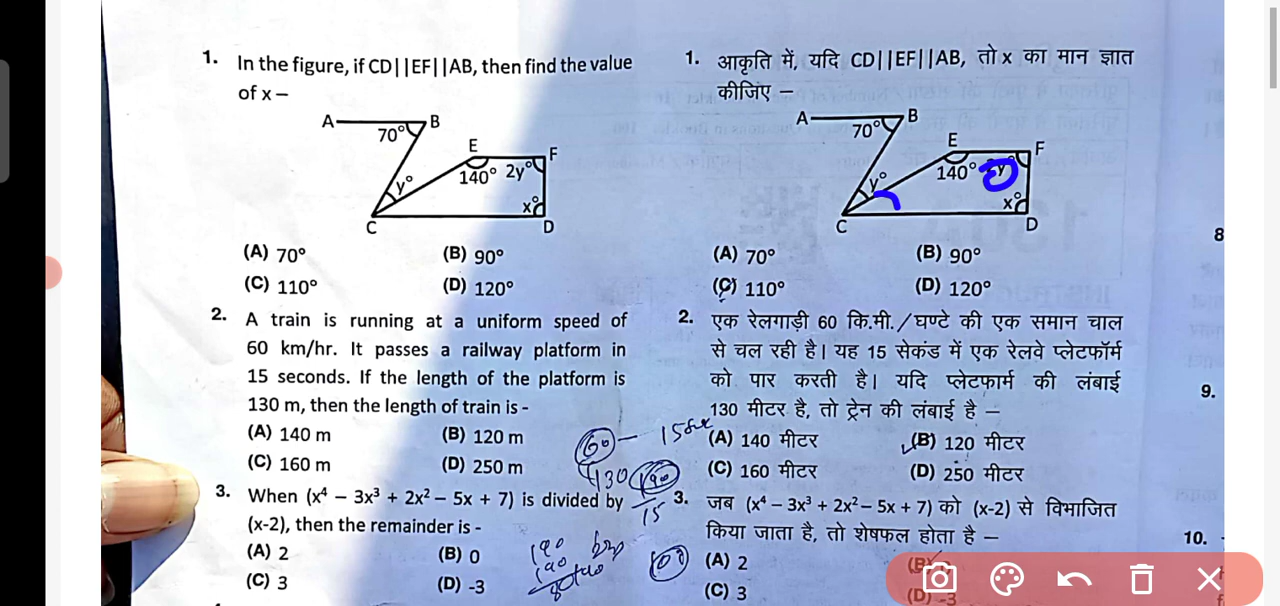 1. In the figure, if CD||EF||AB, then find the value
of x –
A B
70°
E F
140° 2y°
y°
x°
C D
(A) 70° (B) 90°
(C) 110° (D) 120°
2. A train is running at a uniform speed of
60 km/hr. It passes a railway platform in
15 seconds. If the length of the platform is
130 m, then the length of train is -
(A) 140 m (B) 120 m
(C) 160 m (D) 250 m
3. When (x⁴ – 3x³ + 2x² – 5x + 7) is divided by
(x-2), then the remainder is -
(A) 2 (B) 0
(C) 3 (D) -3
60 – 15
130
15
1. आकृति में, यदि CD||EF||AB, तो x का मान ज्ञात
कीजिए –
A B
70°
E F
140°
y°
x°
C D
(A) 70° (B) 90°
(C) 110° (D) 120°
2. एक रेलगाड़ी 60 कि.मी./घण्टे की एक समान चाल
से चल रही है। यह 15 सेकंड में एक रेलवे प्लेटफॉर्म
को पार करती है। यदि प्लेटफार्म की लंबाई
130 मीटर है, तो ट्रेन की लंबाई है –
(A) 140 मीटर (B) 120 मीटर
(C) 160 मीटर (D) 250 मीटर
3. जब (x⁴ – 3x³ + 2x² – 5x + 7) को (x-2) से विभाजित
किया जाता है, तो शेषफल होता है –
(A) 2
(C) 3 (D) -3
8
9.
10.